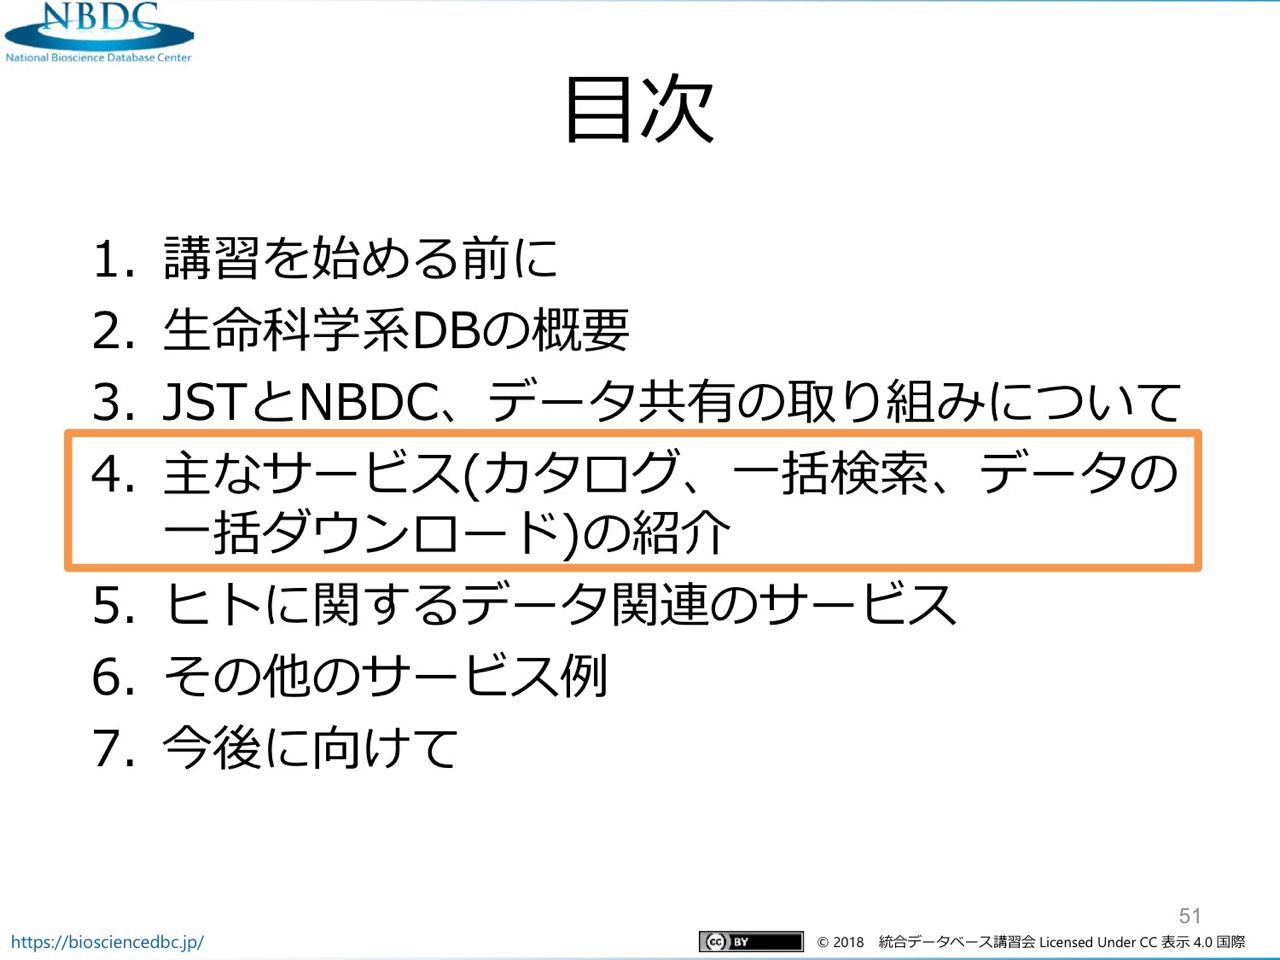 NBDC
National Bioscience Database Center
目次
1. 講習を始める前に
2. 生命科学系DBの概要
3. JSTとNBDC、データ共有の取り組みについて
4. 主なサービス(カタログ、一括検索、データの
一括ダウンロード)の紹介
5. ヒトに関するデータ関連のサービス
6. その他のサービス例
7. 今後に向けて
51
https://biosciencedbc.jp/
cc BY
© 2018 統合データベース講習会 Licensed Under CC 表示 4.0 国際